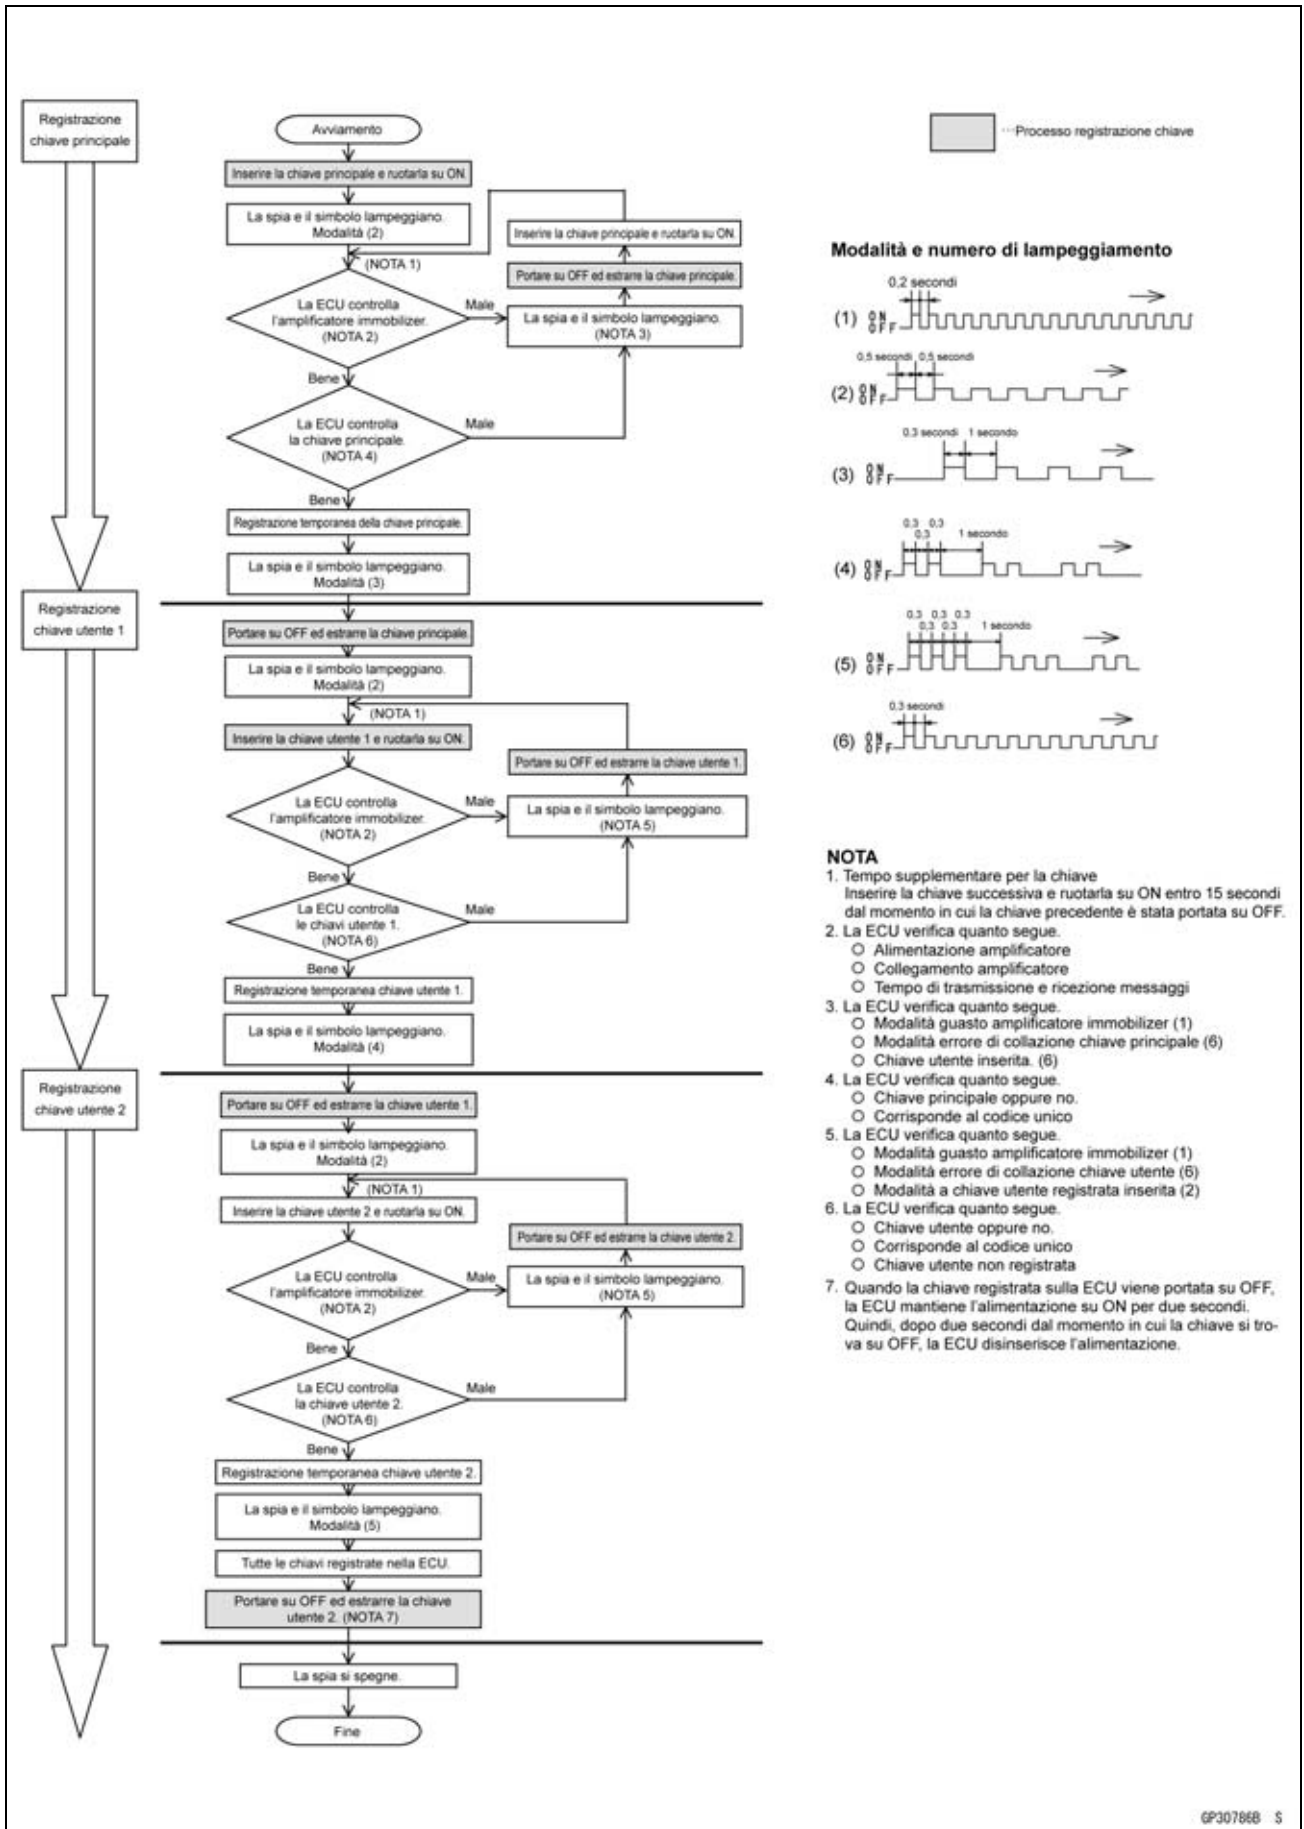 Registrazione
chiave principale
Avviamento
Inserire la chiave principale e ruotarla su ON.
La spia e il simbolo lampeggiano.
Modalità (2)
(NOTA 1)
La ECU controlla
l'amplificatore immobilizer.
(NOTA 2)
Male
Inserire la chiave principale e ruotarla su ON.
Portare su OFF ed estrarre la chiave principale.
La spia e il simbolo lampeggiano.
(NOTA 3)
Bene
La ECU controlla
la chiave principale.
(NOTA 4)
Male
Bene
Registrazione temporanea della chiave principale.
La spia e il simbolo lampeggiano.
Modalità (3)
Registrazione
chiave utente 1
Portare su OFF ed estrarre la chiave principale.
La spia e il simbolo lampeggiano.
Modalità (2)
(NOTA 1)
Inserire la chiave utente 1 e ruotarla su ON.
Portare su OFF ed estrarre la chiave utente 1.
La ECU controlla
l'amplificatore immobilizer.
(NOTA 2)
Male
La spia e il simbolo lampeggiano.
(NOTA 5)
Bene
La ECU controlla
le chiavi utente 1.
(NOTA 6)
Male
Bene
Registrazione temporanea chiave utente 1.
La spia e il simbolo lampeggiano.
Modalità (4)
Registrazione
chiave utente 2
Portare su OFF ed estrarre la chiave utente 1.
La spia e il simbolo lampeggiano.
Modalità (2)
(NOTA 1)
Inserire la chiave utente 2 e ruotarla su ON.
Portare su OFF ed estrarre la chiave utente 2.
La ECU controlla
l'amplificatore immobilizer.
(NOTA 2)
Male
La spia e il simbolo lampeggiano.
(NOTA 5)
Bene
La ECU controlla
la chiave utente 2.
(NOTA 6)
Male
Bene
Registrazione temporanea chiave utente 2.
La spia e il simbolo lampeggiano.
Modalità (5)
Tutte le chiavi registrate nella ECU.
Portare su OFF ed estrarre la chiave
utente 2. (NOTA 7)
La spia si spegne.
Fine
···Processo registrazione chiave
Modalità e numero di lampeggiamento
0,2 secondi
(1) ON
OFF
0,5 secondi 0,5 secondi
(2) ON
OFF
0,3 secondi 1 secondo
(3) ON
OFF
0,3 0,3
0,3 1 secondo
(4) ON
OFF
0,3 0,3 0,3
0,3 0,3 1 secondo
(5) ON
OFF
0,3 secondi
(6) ON
OFF
NOTA
1. Tempo supplementare per la chiave
Inserire la chiave successiva e ruotarla su ON entro 15 secondi
dal momento in cui la chiave precedente è stata portata su OFF.
2. La ECU verifica quanto segue.
○ Alimentazione amplificatore
○ Collegamento amplificatore
○ Tempo di trasmissione e ricezione messaggi
3. La ECU verifica quanto segue.
○ Modalità guasto amplificatore immobilizer (1)
○ Modalità errore di collazione chiave principale (6)
○ Chiave utente inserita. (6)
4. La ECU verifica quanto segue.
○ Chiave principale oppure no.
○ Corrisponde al codice unico
5. La ECU verifica quanto segue.
○ Modalità guasto amplificatore immobilizer (1)
○ Modalità errore di collazione chiave utente (6)
○ Modalità a chiave utente registrata inserita (2)
6. La ECU verifica quanto segue.
○ Chiave utente oppure no.
○ Corrisponde al codice unico
○ Chiave utente non registrata
7. Quando la chiave registrata sulla ECU viene portata su OFF,
la ECU mantiene l'alimentazione su ON per due secondi.
Quindi, dopo due secondi dal momento in cui la chiave si tro-
va su OFF, la ECU disinserisce l'alimentazione.
GP30786B S